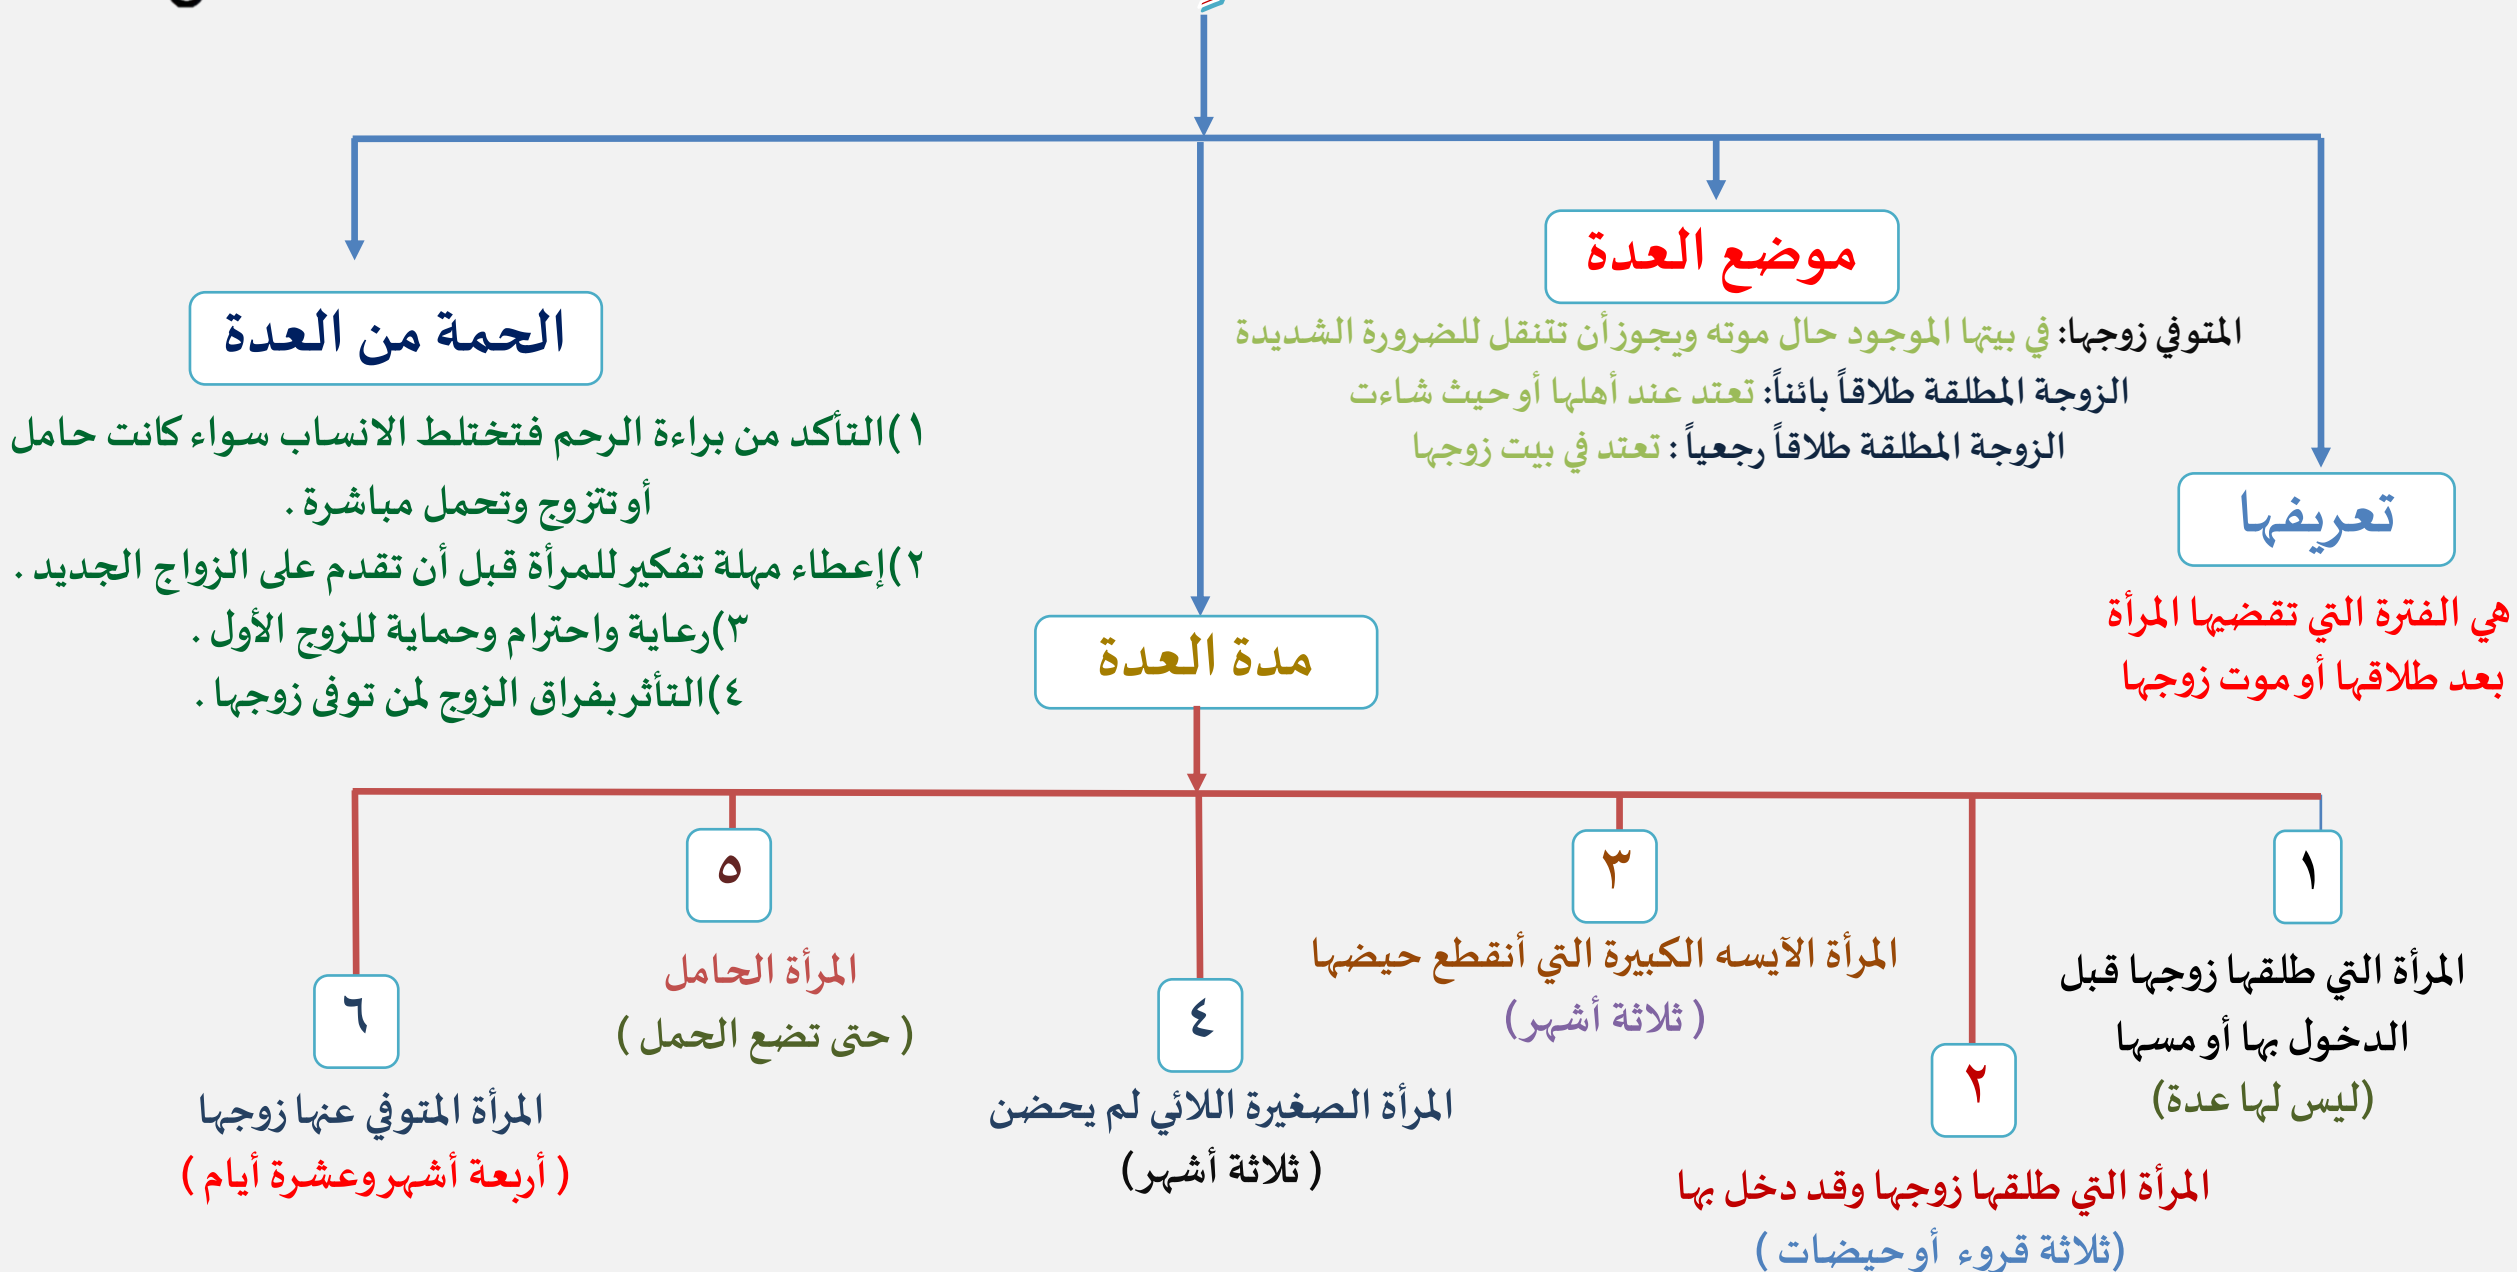 موضع العدة
المتوفي زوجها: في بيتها الموجود حال موته ويجوز أن تتنقل للضرورة الشديدة
الزوجة المطلقة طلاقاً بائناً: تعتد عند أهلها أو حيث شاءت
الزوجة المطلقة طلاقاً رجعياً : تعتد في بيت زوجها
تعريفها
هي الفترة التي تقضيها المرأة
بعد طلاقها أو موت زوجها
الحمة من العدة
١)التأكد من براءة الرحم فتختلط الانساب سواء كانت حامل
أو تتزوج وتحمل مباشرة .
٢)إعطاء مهلة تفكير للمرأة قبل أن تقدم على الزواج الجديد .
٣)رعاية واحترام وحماية للزوج الأول .
٤)التأثر بفراق الزوج لمن توفى زوجها .
مدة العدة
١
المرأة التي طلقها زوجها قبل
الدخول بها أو مسها
(ليس لها عدة)
٢
المرأة التي طلقها زوجها وقد دخل بها
(ثلاثة قروء أو حيضات )
٣
المرأة الآيسه الكبيرة التي أنقطع حيضها
( ثلاثة أشهر)
٤
المرأة الصغيرة اللائي لم يحضن
( ثلاثة أشهر)
٥
المرأة الحامل
( حتى تضع الحمل )
٦
المرأة المتوفي عنها زوجها
( أربعة أشهر وعشرة أيام )